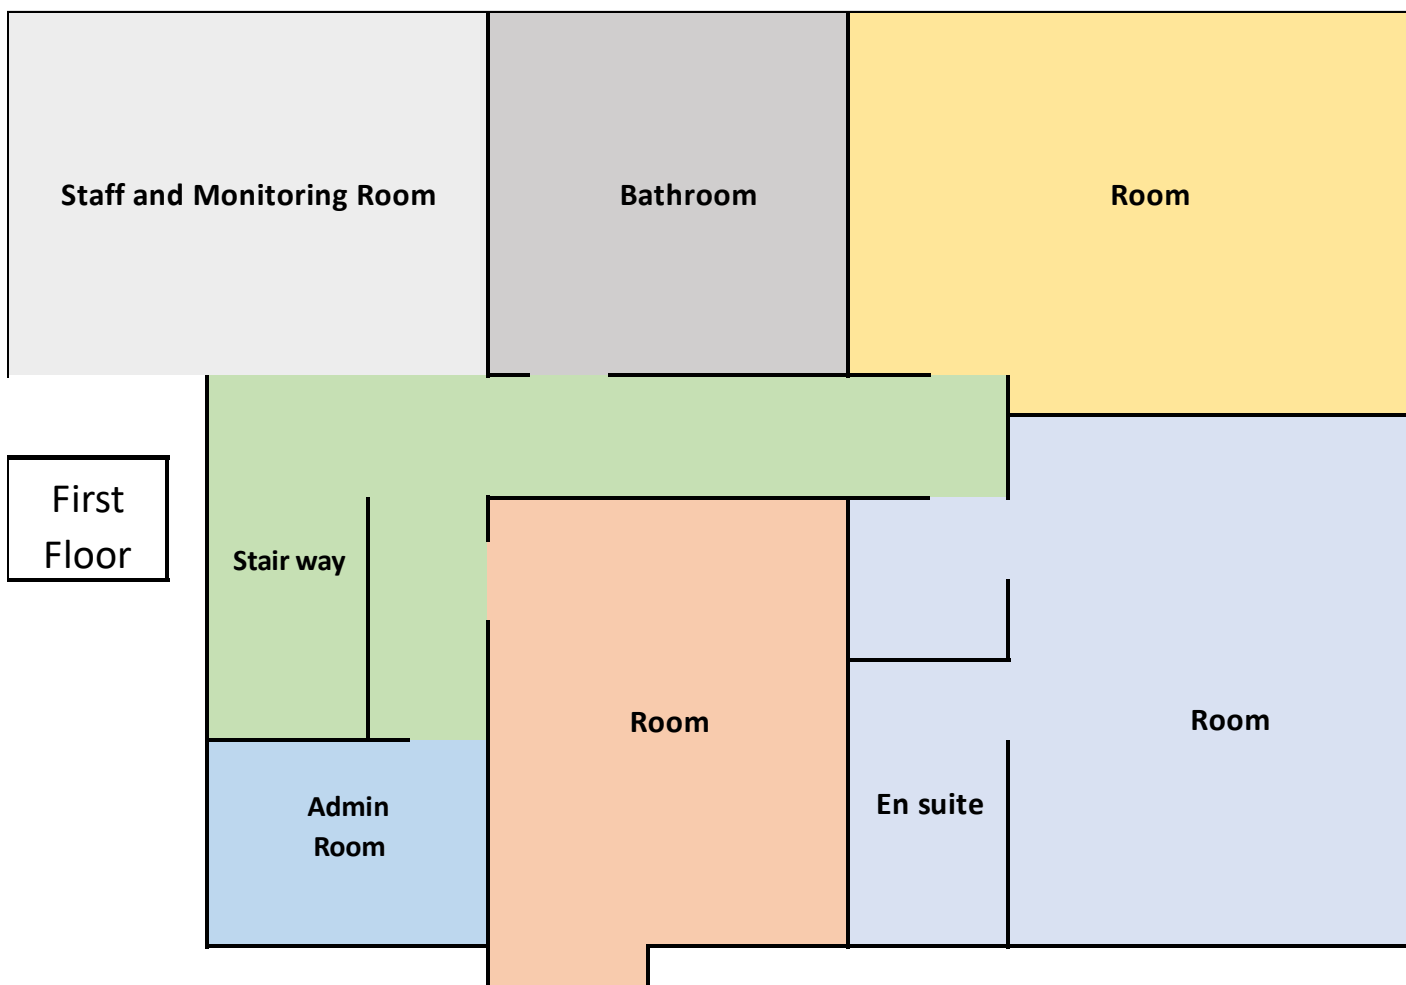 Staff and Monitoring Room
Bathroom
Room
First
Floor
Stair way
Room
Room
Admin
Room
En suite